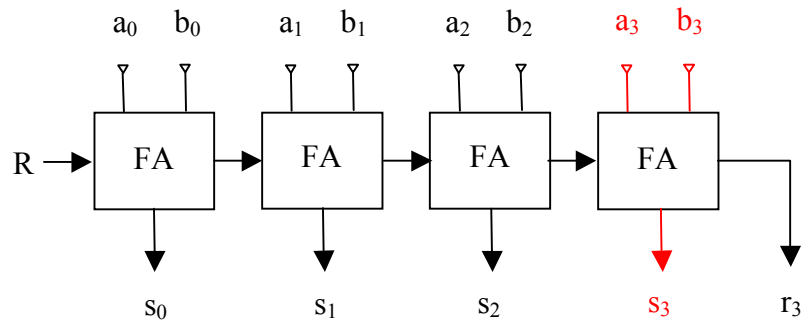 a₀ b₀ a₁ b₁ a₂ b₂ a₃ b₃
R FA FA FA FA
s₀ s₁ s₂ s₃ r₃